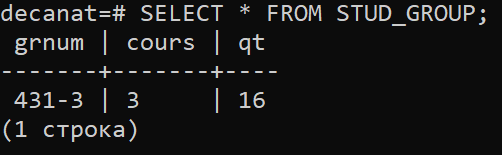 decanat=# SELECT * FROM STUD_GROUP;
 grnum | cours | qt
-------+-------+----
 431-3 | 3     | 16
(1 строка)